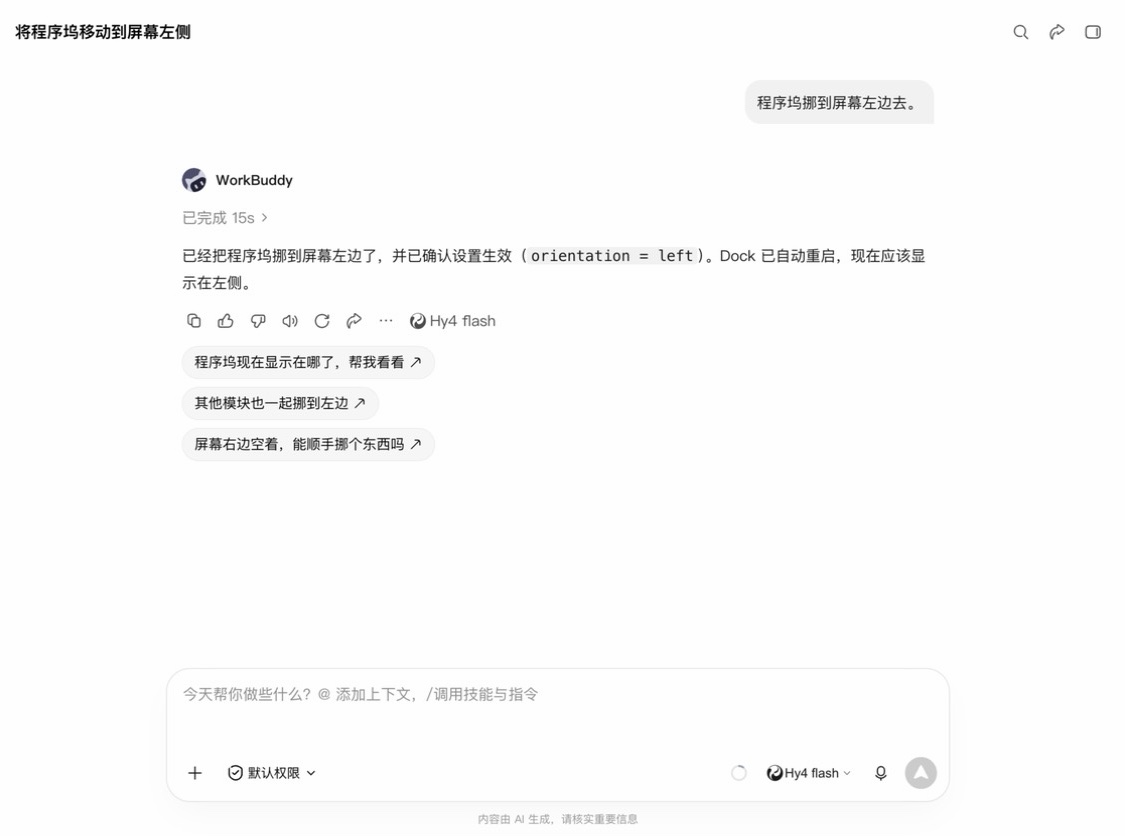 将程序坞移动到屏幕左侧
程序坞挪到屏幕左边去。
WorkBuddy
已完成 15s
已经把程序坞挪到屏幕左边了，并已确认设置生效（orientation = left）。Dock 已自动重启，现在应该显
示在左侧。
Hy4 flash
程序坞现在显示在哪了，帮我看看
其他模块也一起挪到左边
屏幕右边空着，能顺手挪个东西吗
今天帮你做些什么？@ 添加上下文，/调用技能与指令
默认权限
Hy4 flash
内容由 AI 生成，请核实重要信息